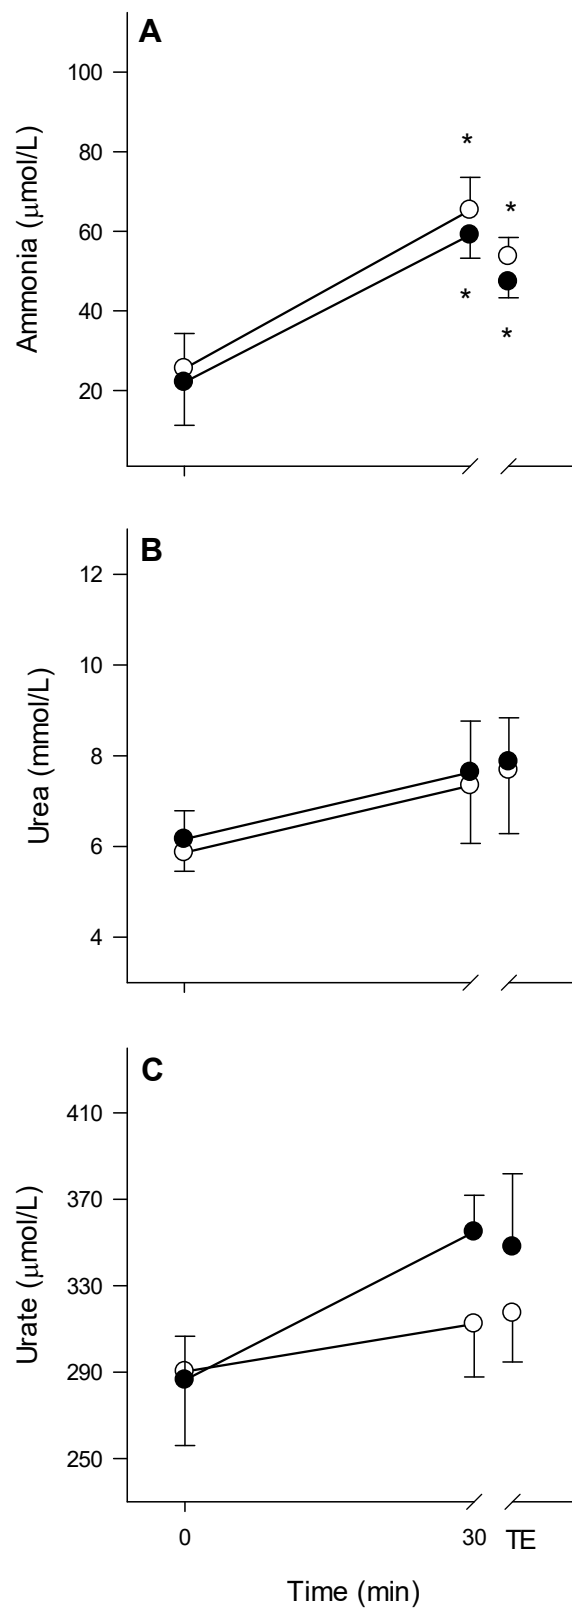 A
100
80
60
40
20
Ammonia (μmol/L)
*
*
*
*
B
12
10
8
6
4
Urea (mmol/L)
C
410
370
330
290
250
Urate (μmol/L)
0 30 TE
Time (min)